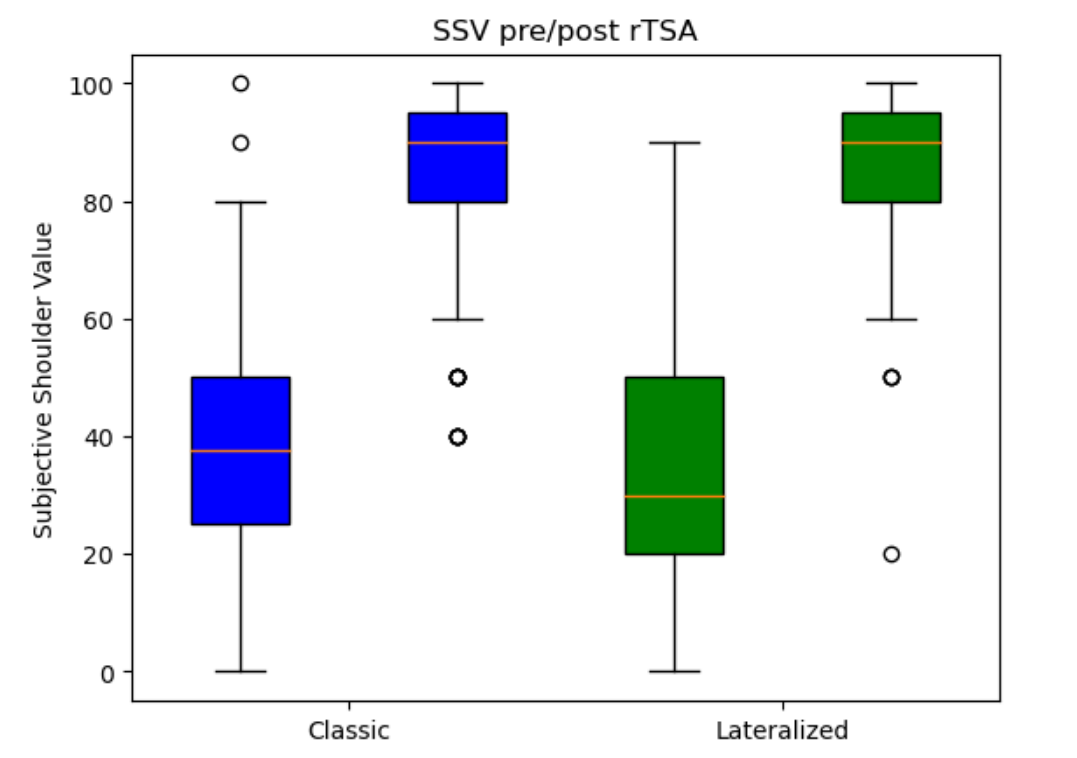 SSV pre/post rTSA
Subjective Shoulder Value
100
80
60
40
20
0
Classic
Lateralized